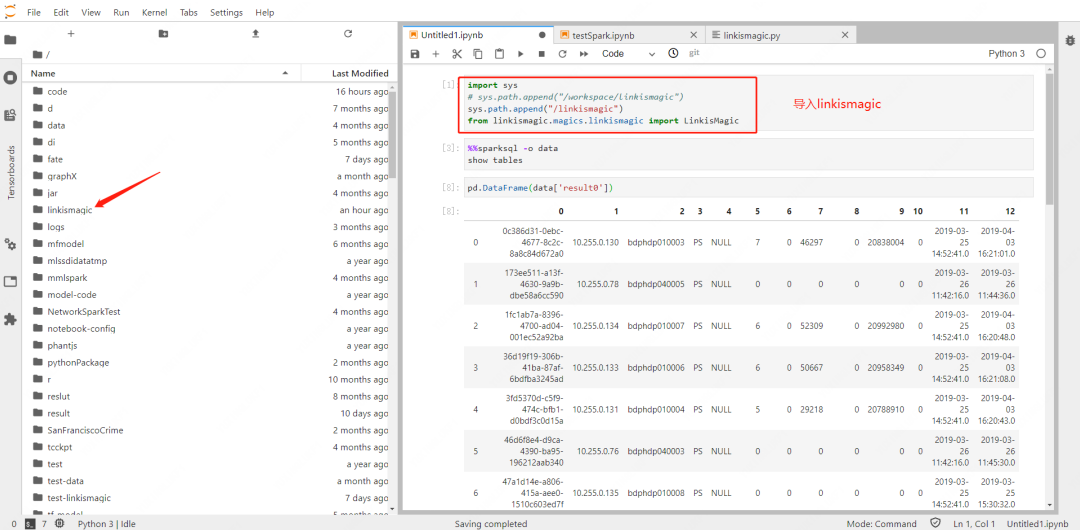 File Edit View Run Kernel Tabs Settings Help
/
Name Last Modified
code 16 hours ago
d 7 months ago
data 4 months ago
di 5 months ago
fate 7 days ago
graphX a month ago
jar 4 months ago
linkismagic an hour ago
logs 3 months ago
mfmodel 6 months ago
mlssdidatatmp a year ago
mmlspark 4 months ago
model-code a year ago
NetworkSparkTest 4 months ago
notebook-config a year ago
phantjs a year ago
pythonPackage 2 months ago
r 10 months ago
reslut 8 months ago
result 10 days ago
SanFranciscoCrime 2 months ago
tcckpt 4 months ago
test a year ago
test-data a month ago
test-linkismagic 7 days ago
tf-model 5 months ago
Tensorboards
Untitled1.ipynb testSpark.ipynb linkismagic.py
Code git Python 3
[1]: import sys
# sys.path.append("/workspace/Linkismagic")
sys.path.append("/linkismagic")
from linkismagic.magics.linkismagic import LinkisMagic
导入linkismagic
[3]: %%sparksql -o data
show tables
[8]: pd.DataFrame(data['result0'])
[8]:
0 1 2 3 4 5 6 7 8 9 10 11 12
0c386d31-0ebc- 2019-03- 2019-04-
0 4677-8c2c- 10.255.0.130 bdphdp010003 PS NULL 7 0 46297 0 20838004 0 25 03
8a8c84d672a0 14:52:41.0 16:21:01.0
173ee511-a13f- 2019-03- 2019-03-
1 4630-9a9b- 10.255.0.78 bdphdp040005 PS NULL 0 0 0 0 0 0 26 26
dbe58a6cc590 11:42:16.0 11:44:36.0
1fc1ab7a-8396- 2019-03- 2019-04-
2 4700-ad04- 10.255.0.134 bdphdp010007 PS NULL 6 0 52309 0 20992980 0 25 03
001ec52a92ba 14:52:41.0 16:20:48.0
36d19f19-306b- 2019-03- 2019-04-
3 41ba-87af- 10.255.0.133 bdphdp010006 PS NULL 6 0 50667 0 20958349 0 25 03
6bdfba3245ad 14:52:41.0 16:21:08.0
3fd5370d-c5f9- 2019-03- 2019-04-
4 474c-bfb1- 10.255.0.131 bdphdp010004 PS NULL 5 0 29218 0 20788910 0 25 03
d0bdf3c0d15a 14:52:41.0 16:20:43.0
46d6f8e4-d9ca- 2019-03- 2019-03-
5 4390-ba95- 10.255.0.76 bdphdp040003 PS NULL 0 0 0 0 0 0 26 26
196212aab340 11:42:16.0 11:45:30.0
47a1d14e-a806- 2019-03- 2019-04-
6 415a-aee0- 10.255.0.135 bdphdp010008 PS NULL 0 0 0 0 0 0 25 01
1510c603ed7f 14:52:41.0 15:30:32.0
0 7 Python 3 | Idle Saving completed Mode: Command Ln 1, Col 1 Untitled1.ipynb